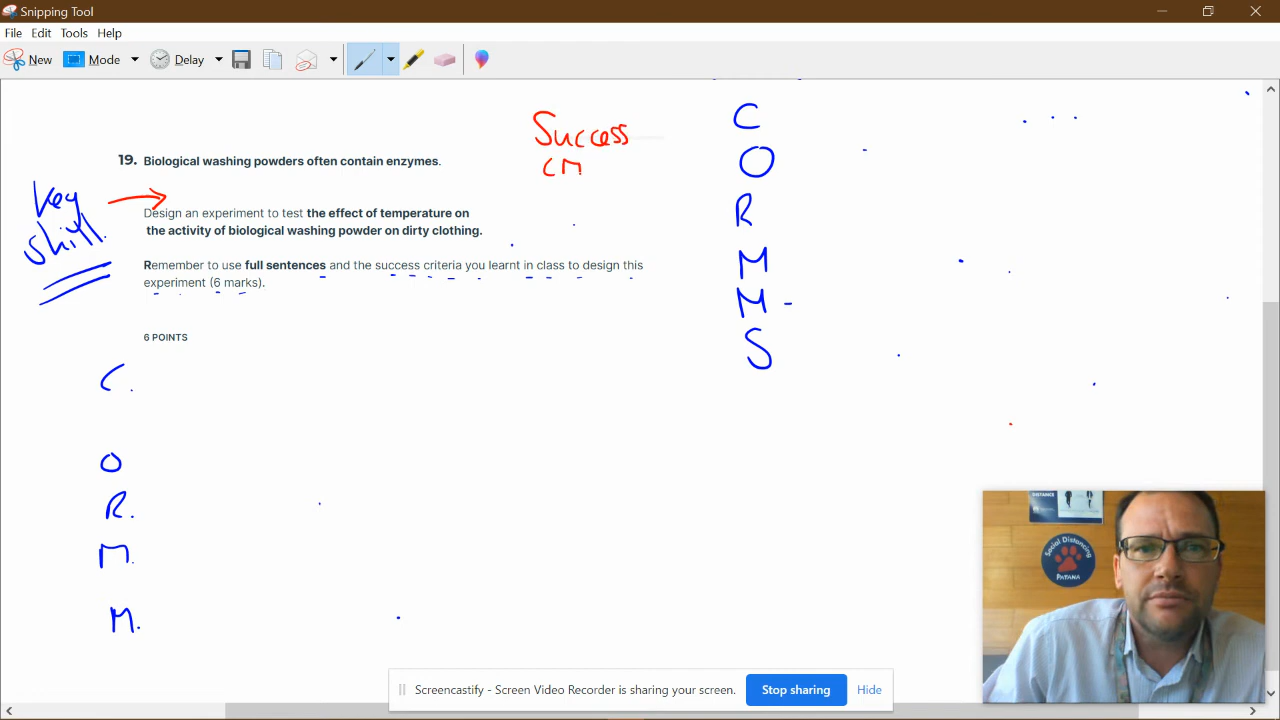 Snipping Tool
File Edit Tools Help
New Mode Delay
Success
CM
19. Biological washing powders often contain enzymes.
Key
skill.
Design an experiment to test the effect of temperature on
the activity of biological washing powder on dirty clothing.
Remember to use full sentences and the success criteria you learnt in class to design this
experiment (6 marks).
6 POINTS
C.
O
R.
M.
M.
C
O
R
M
M -
S
DISTANCE
Social Distancing
PATANA
Screencastify - Screen Video Recorder is sharing your screen. Stop sharing Hide